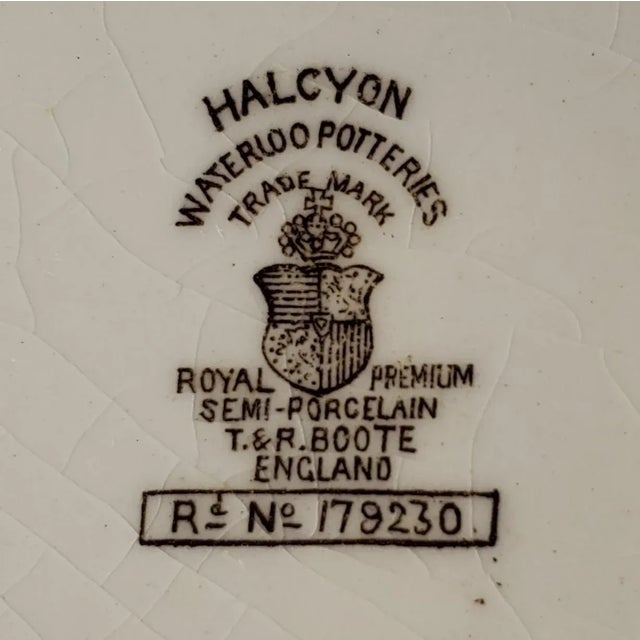 HALCYON
WATERLOO POTTERIES
TRADE MARK
ROYAL PREMIUM
SEMI-PORCELAIN
T. & R. BOOTE
ENGLAND
Rd No 179230